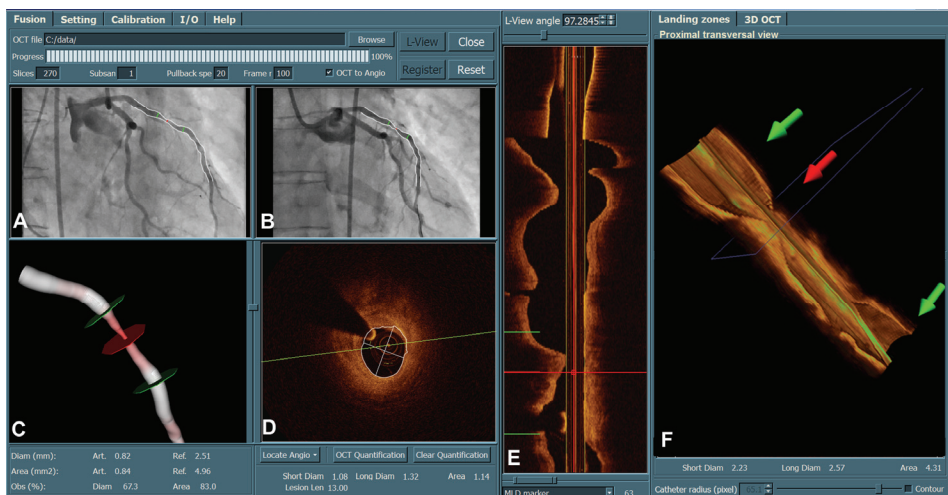 Fusion Setting Calibration I/O Help
OCT file C:/data/ Browse L-View Close
Progress 100%
Slices 270 Subsan 1 Pullback spe 20 Frame r 100 OCT to Angio Register Reset
A
B
C
D
Diam (mm): Art. 0.82 Ref. 2.51
Area (mm2): Art. 0.84 Ref. 4.96
Obs (%): Diam 67.3 Area 83.0
Locate Angio OCT Quantification Clear Quantification
Short Diam 1.08 Long Diam 1.32 Area 1.14
Lesion Len 13.00
L-View angle 97.2845
E
MLD marker 63
Landing zones 3D OCT
Proximal transversal view
F
Short Diam 2.23 Long Diam 2.57 Area 4.31
Catheter radius (pixel) Contour